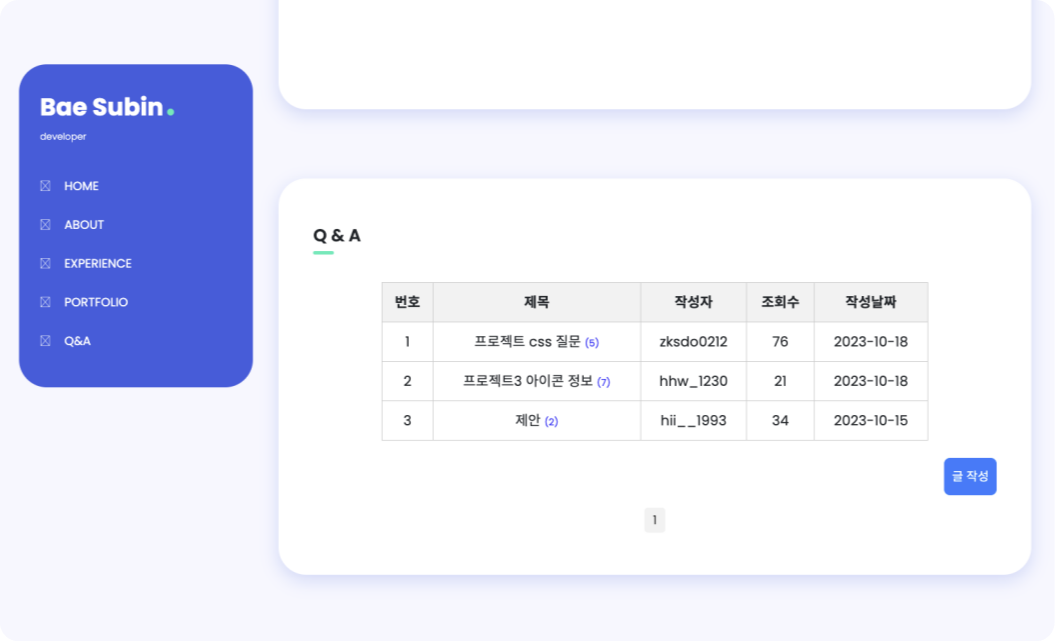 Bae Subin.
developer
HOME
ABOUT
EXPERIENCE
PORTFOLIO
Q&A
Q & A
번호 제목 작성자 조회수 작성날짜
1 프로젝트 css 질문 (5) zksdo0212 76 2023-10-18
2 프로젝트3 아이콘 정보 (7) hhw_1230 21 2023-10-18
3 제안 (2) hii__1993 34 2023-10-15
글 작성
1